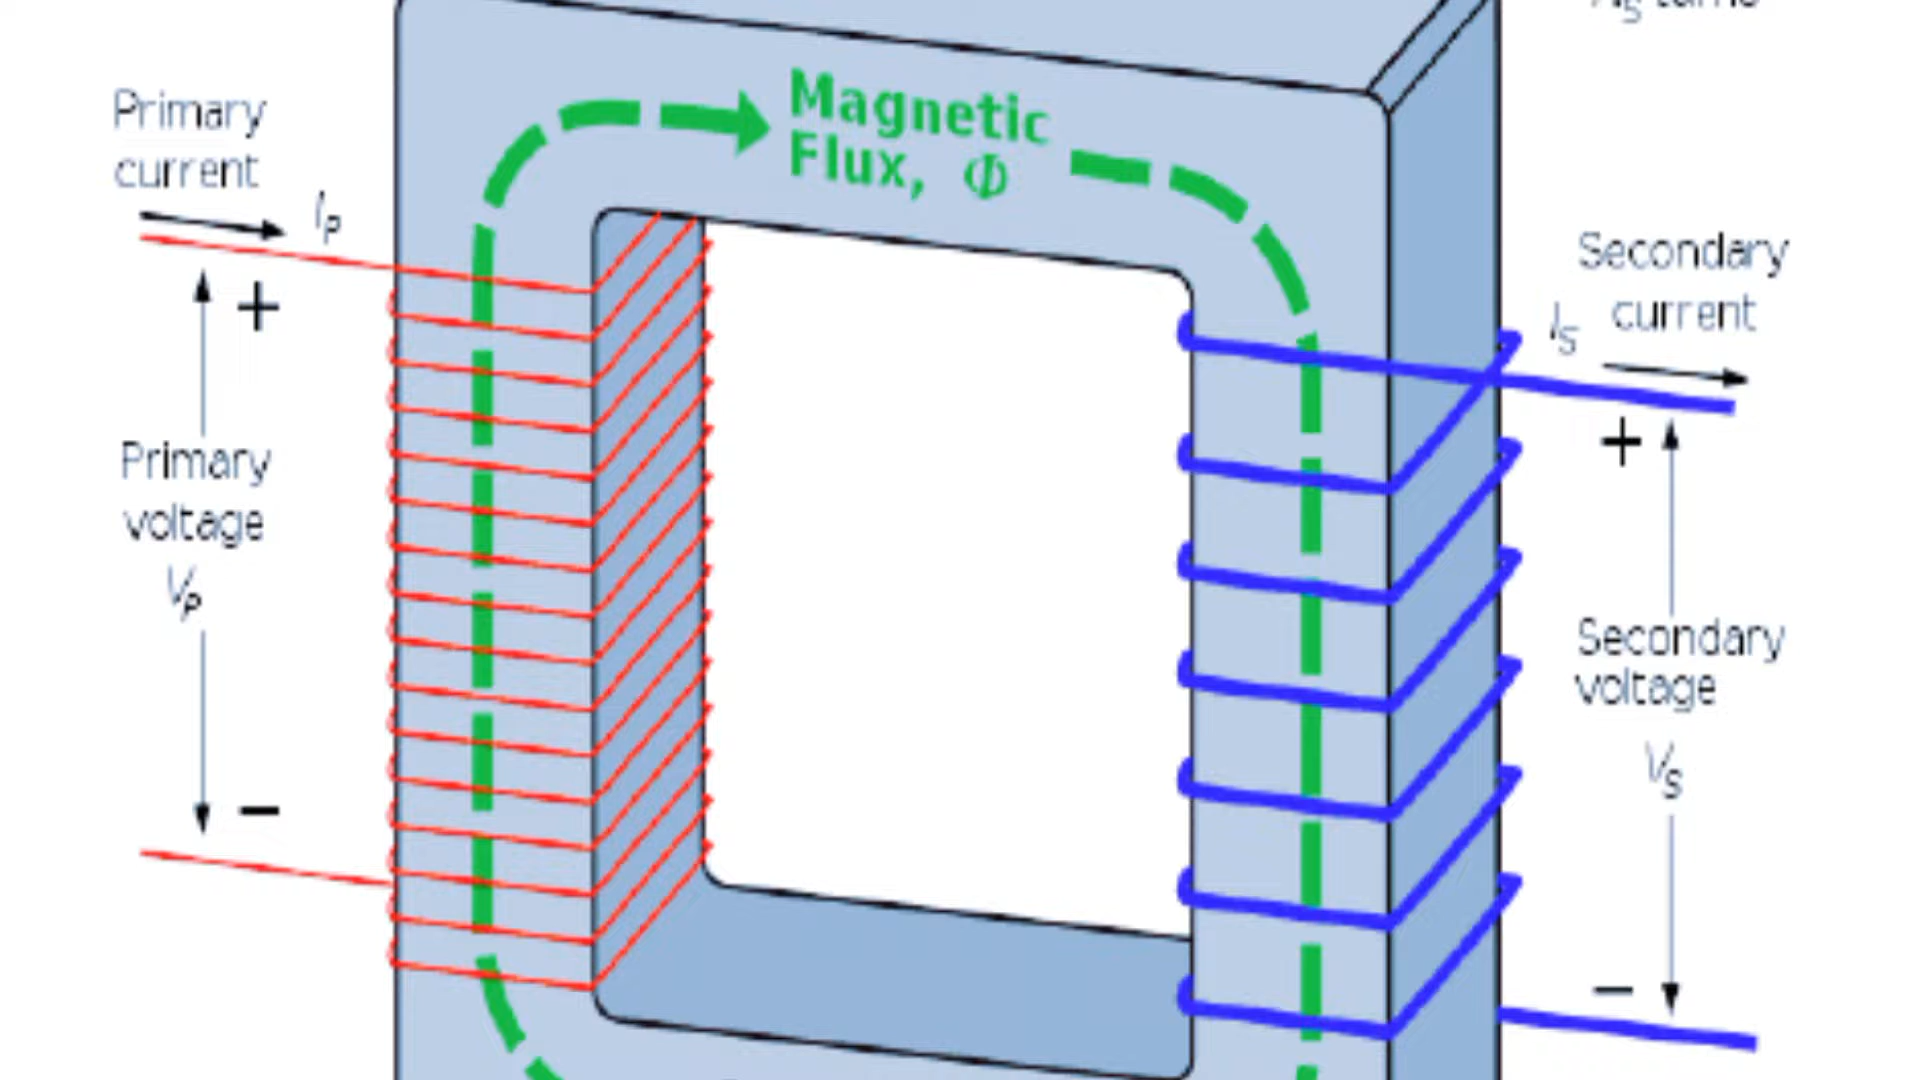 Primary
current
I_P
+
Primary
voltage
V_P
−
Magnetic
Flux, Φ
Secondary
current
I_S
+
Secondary
voltage
V_S
−